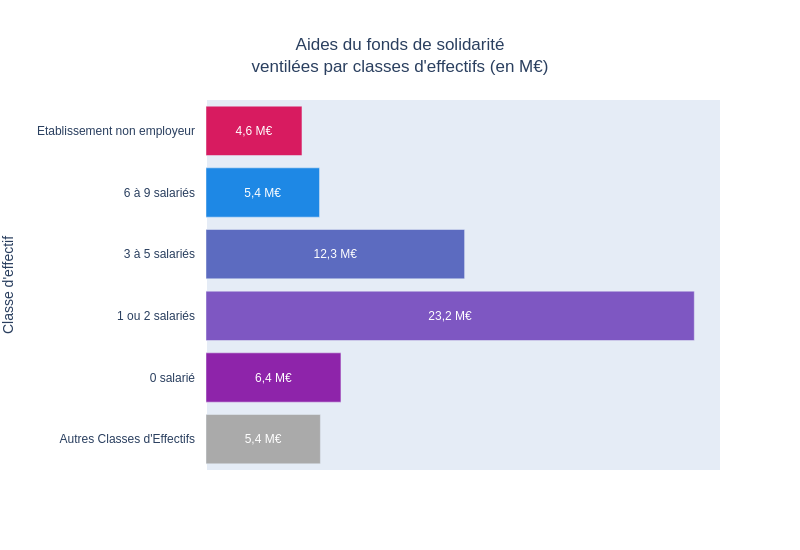 Aides du fonds de solidarité
ventilées par classes d'effectifs (en M€)
Classe d'effectif
Etablissement non employeur
4,6 M€
6 à 9 salariés
5,4 M€
3 à 5 salariés
12,3 M€
1 ou 2 salariés
23,2 M€
0 salarié
6,4 M€
Autres Classes d'Effectifs
5,4 M€